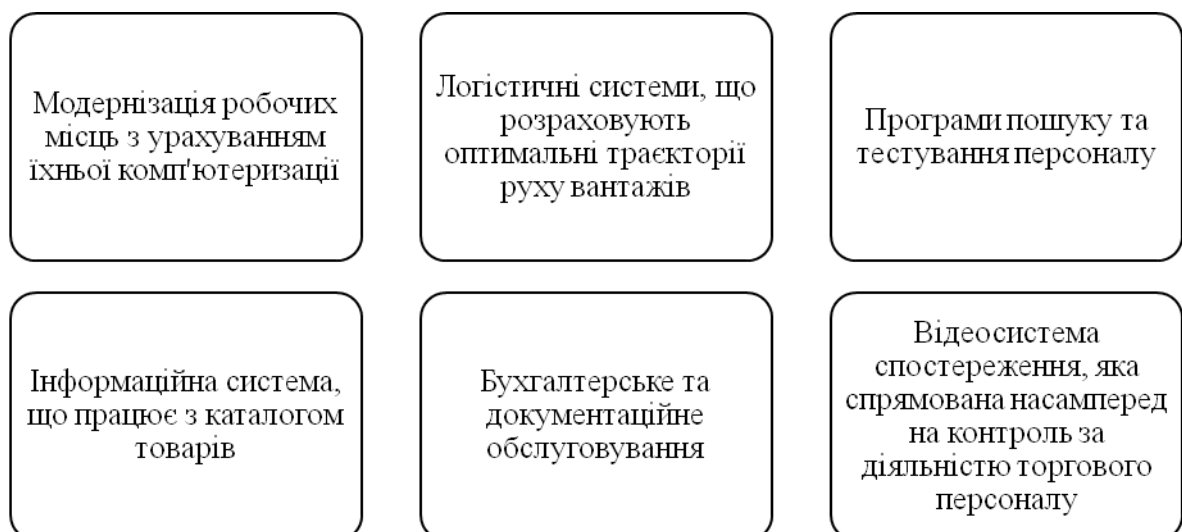 Модернізація робочих
місць з урахуванням
їхньої комп'ютеризації
Логістичні системи, що
розраховують
оптимальні траєкторії
руху вантажів
Програми пошуку та
тестування персоналу
Інформаційна система,
що працює з каталогом
товарів
Бухгалтерське та
документаційне
обслуговування
Відеосистема
спостереження, яка
спрямована насамперед
на контроль за
діяльністю торгового
персоналу